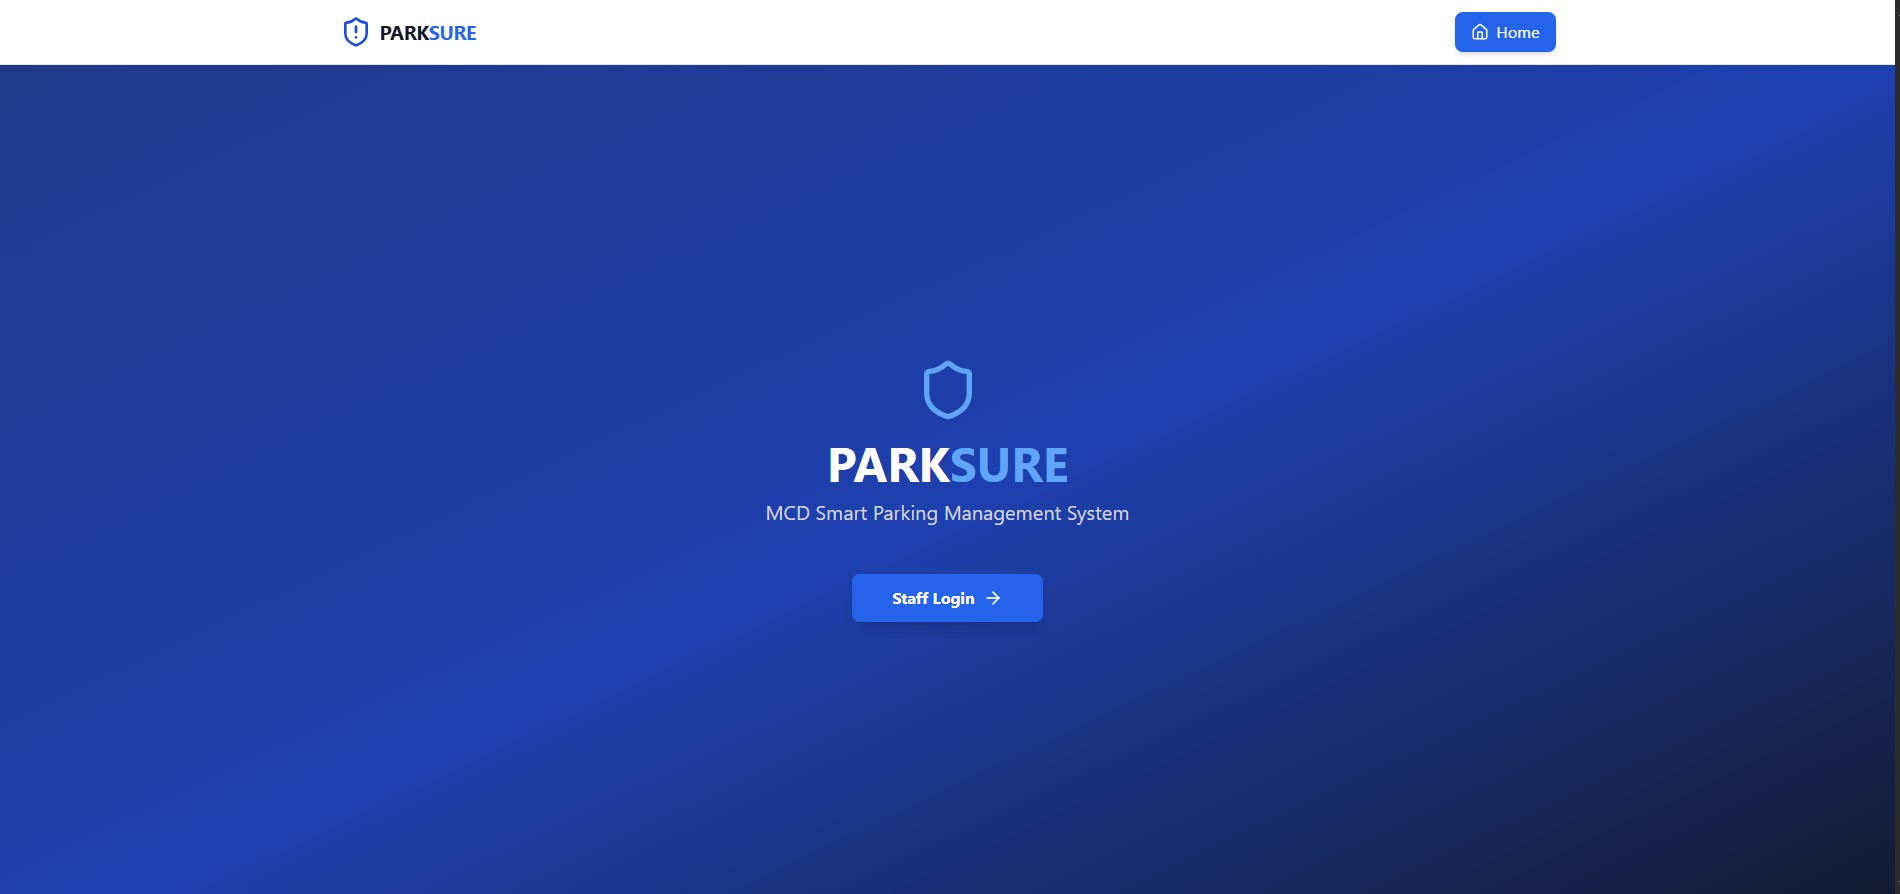 PARKSURE
Home
PARKSURE
MCD Smart Parking Management System
Staff Login